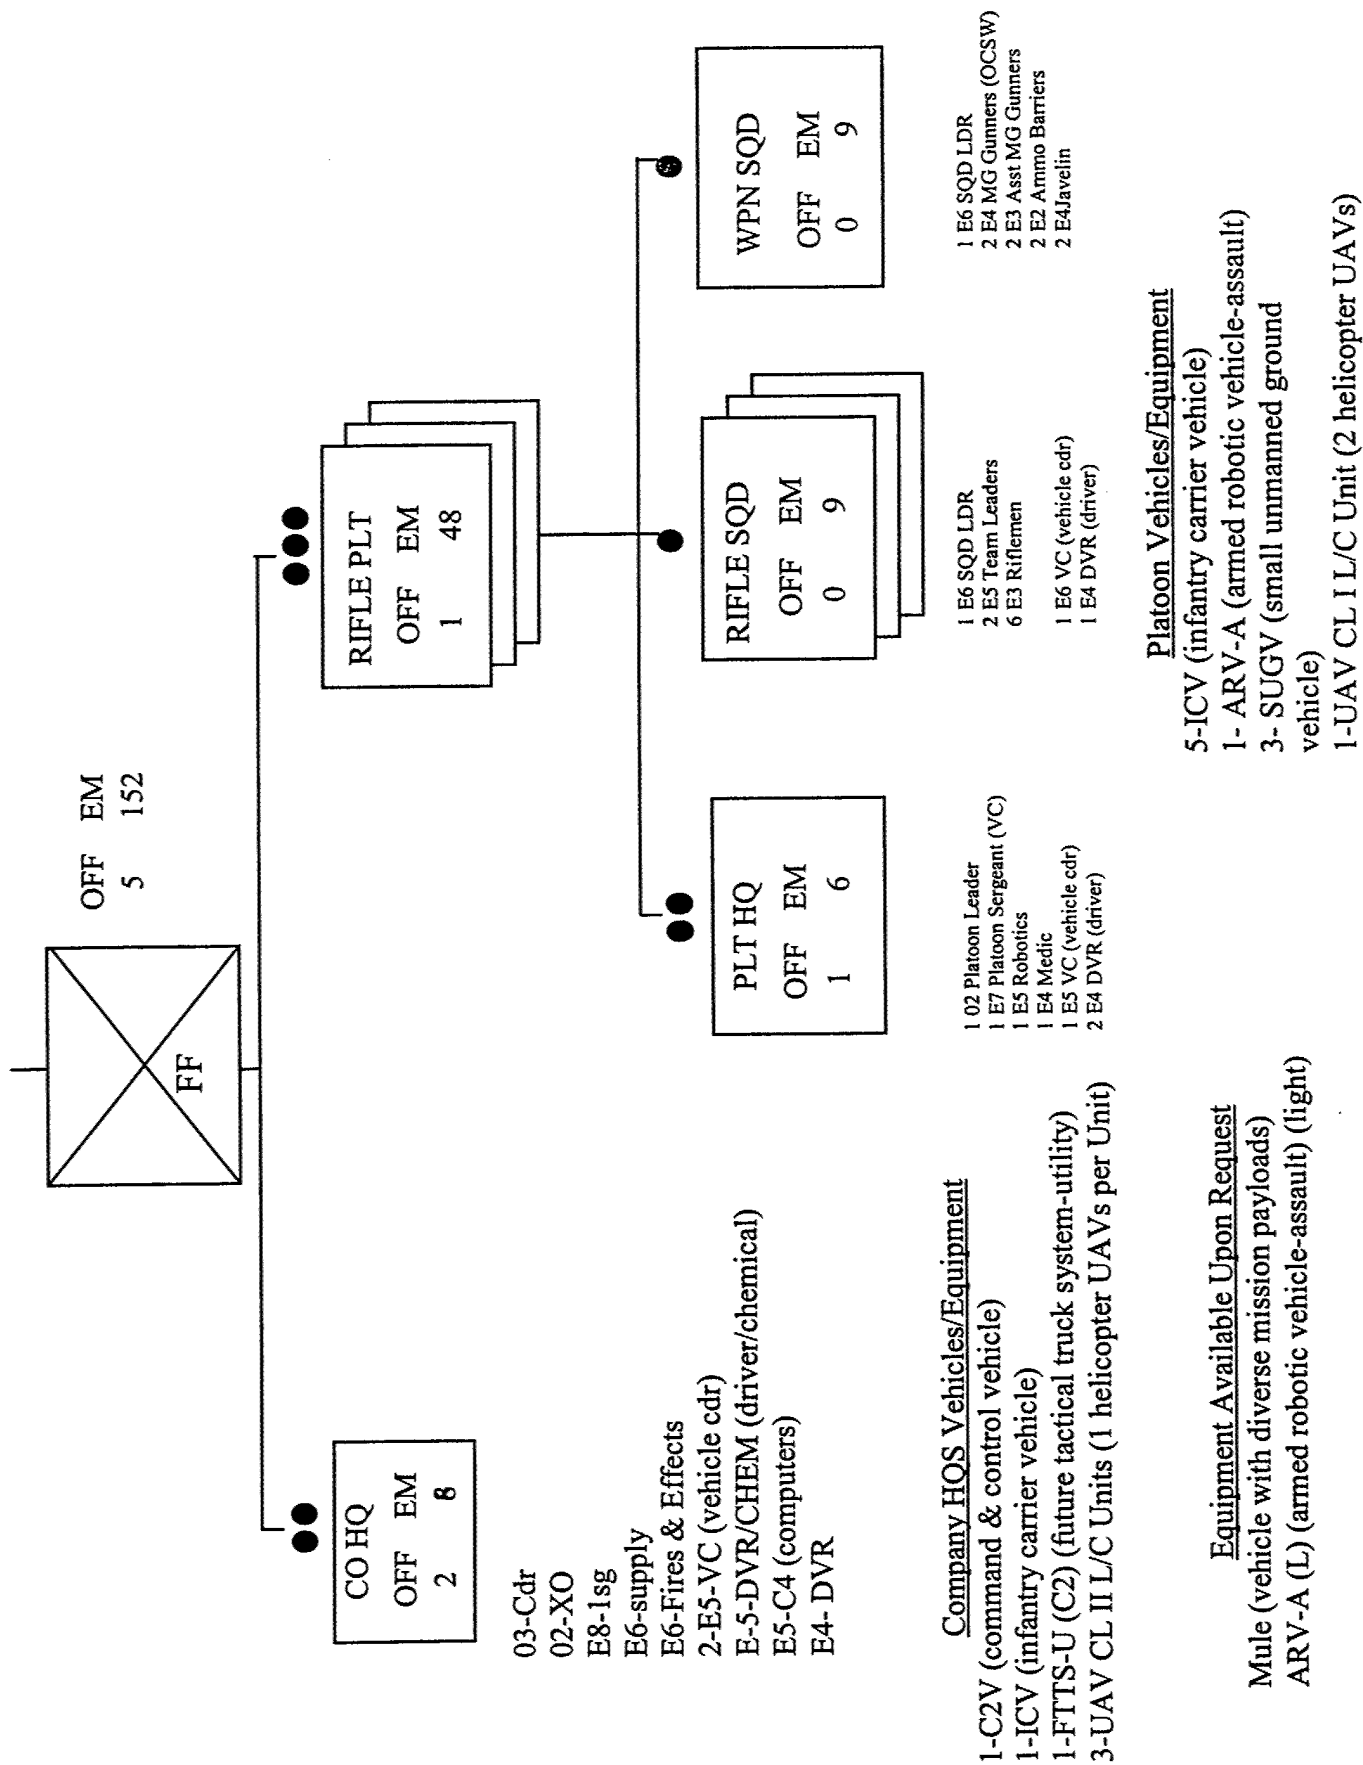 OFF EM
5 152
FF
CO HQ
OFF EM
2 8
03-Cdr
02-XO
E8-1sg
E6-supply
E6-Fires & Effects
2-E5-VC (vehicle cdr)
E-5-DVR/CHEM (driver/chemical)
E5-C4 (computers)
E4- DVR
RIFLE PLT
OFF EM
1 48
PLT HQ
OFF EM
1 6
1 02 Platoon Leader
1 E7 Platoon Sergeant (VC)
1 E5 Robotics
1 E4 Medic
1 E5 VC (vehicle cdr)
2 E4 DVR (driver)
RIFLE SQD
OFF EM
0 9
1 E6 SQD LDR
2 E5 Team Leaders
6 E3 Riflemen
1 E6 VC (vehicle cdr)
1 E4 DVR (driver)
WPN SQD
OFF EM
0 9
1 E6 SQD LDR
2 E4 MG Gunners (OCSW)
2 E3 Asst MG Gunners
2 E2 Ammo Barriers
2 E4Javelin
Company HQS Vehicles/Equipment
1-C2V (command & control vehicle)
1-ICV (infantry carrier vehicle)
1-FTTS-U (C2) (future tactical truck system-utility)
3-UAV CL II L/C Units (1 helicopter UAVs per Unit)
Platoon Vehicles/Equipment
5-ICV (infantry carrier vehicle)
1- ARV-A (armed robotic vehicle-assault)
3- SUGV (small unmanned ground
vehicle)
1-UAV CL I L/C Unit (2 helicopter UAVs)
Equipment Available Upon Request
Mule (vehicle with diverse mission payloads)
ARV-A (L) (armed robotic vehicle-assault) (light)